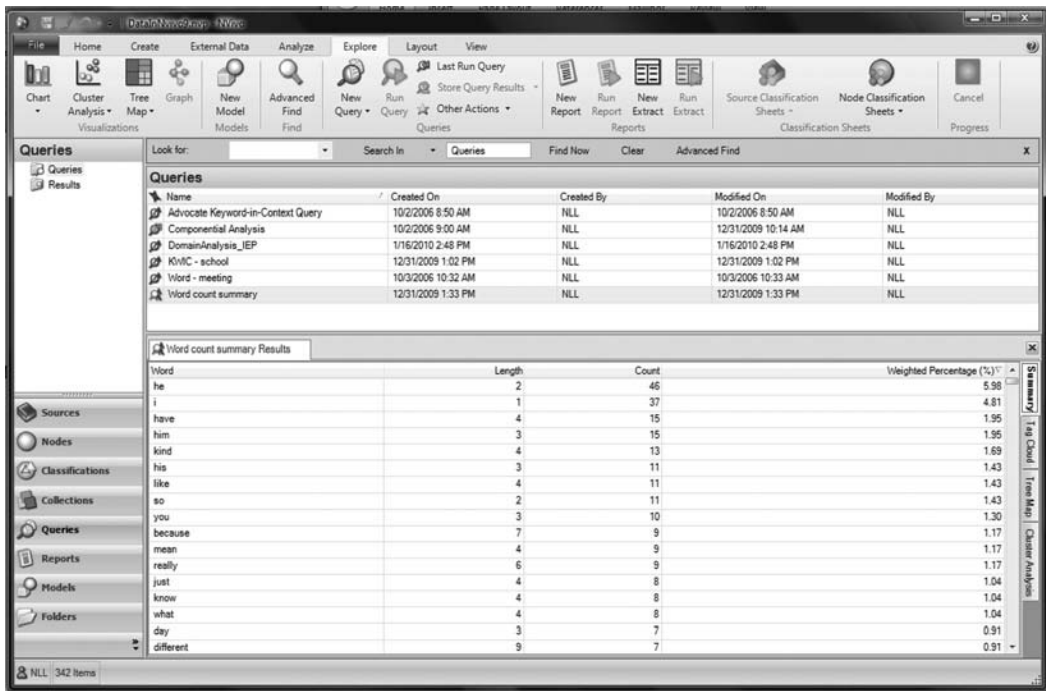 DataInNvivo9.nvp - NVivo
File Home Create External Data Analyze Explore Layout View
Chart Cluster Analysis Tree Map Graph New Model Advanced Find New Query Run Query Last Run Query Store Query Results Other Actions New Report Run Report New Extract Run Extract Source Classification Sheets Node Classification Sheets Cancel
Visualizations Models Find Queries Reports Classification Sheets Progress
Queries
Queries
Results
Look for: Search In Queries Find Now Clear Advanced Find X
Queries
Name Created On Created By Modified On Modified By
Advocate Keyword-in-Context Query 10/2/2006 8:50 AM NLL 10/2/2006 8:50 AM NLL
Componential Analysis 10/2/2006 9:00 AM NLL 12/31/2009 10:14 AM NLL
DomainAnalysis_IEP 1/16/2010 2:48 PM NLL 1/16/2010 2:48 PM NLL
KWIC - school 12/31/2009 1:02 PM NLL 12/31/2009 1:02 PM NLL
Word - meeting 10/3/2006 10:32 AM NLL 10/3/2006 10:33 AM NLL
Word count summary 12/31/2009 1:33 PM NLL 12/31/2009 1:33 PM NLL
Word count summary Results
Word Length Count Weighted Percentage (%)
he 2 46 5.98
i 1 37 4.81
have 4 15 1.95
him 3 15 1.95
kind 4 13 1.69
his 3 11 1.43
like 4 11 1.43
so 2 11 1.43
you 3 10 1.30
because 7 9 1.17
mean 4 9 1.17
really 6 9 1.17
just 4 8 1.04
know 4 8 1.04
what 4 8 1.04
day 3 7 0.91
different 9 7 0.91
Summary
Tag Cloud
Tree Map
Cluster Analysis
Sources
Nodes
Classifications
Collections
Queries
Reports
Models
Folders
NLL 342 Items